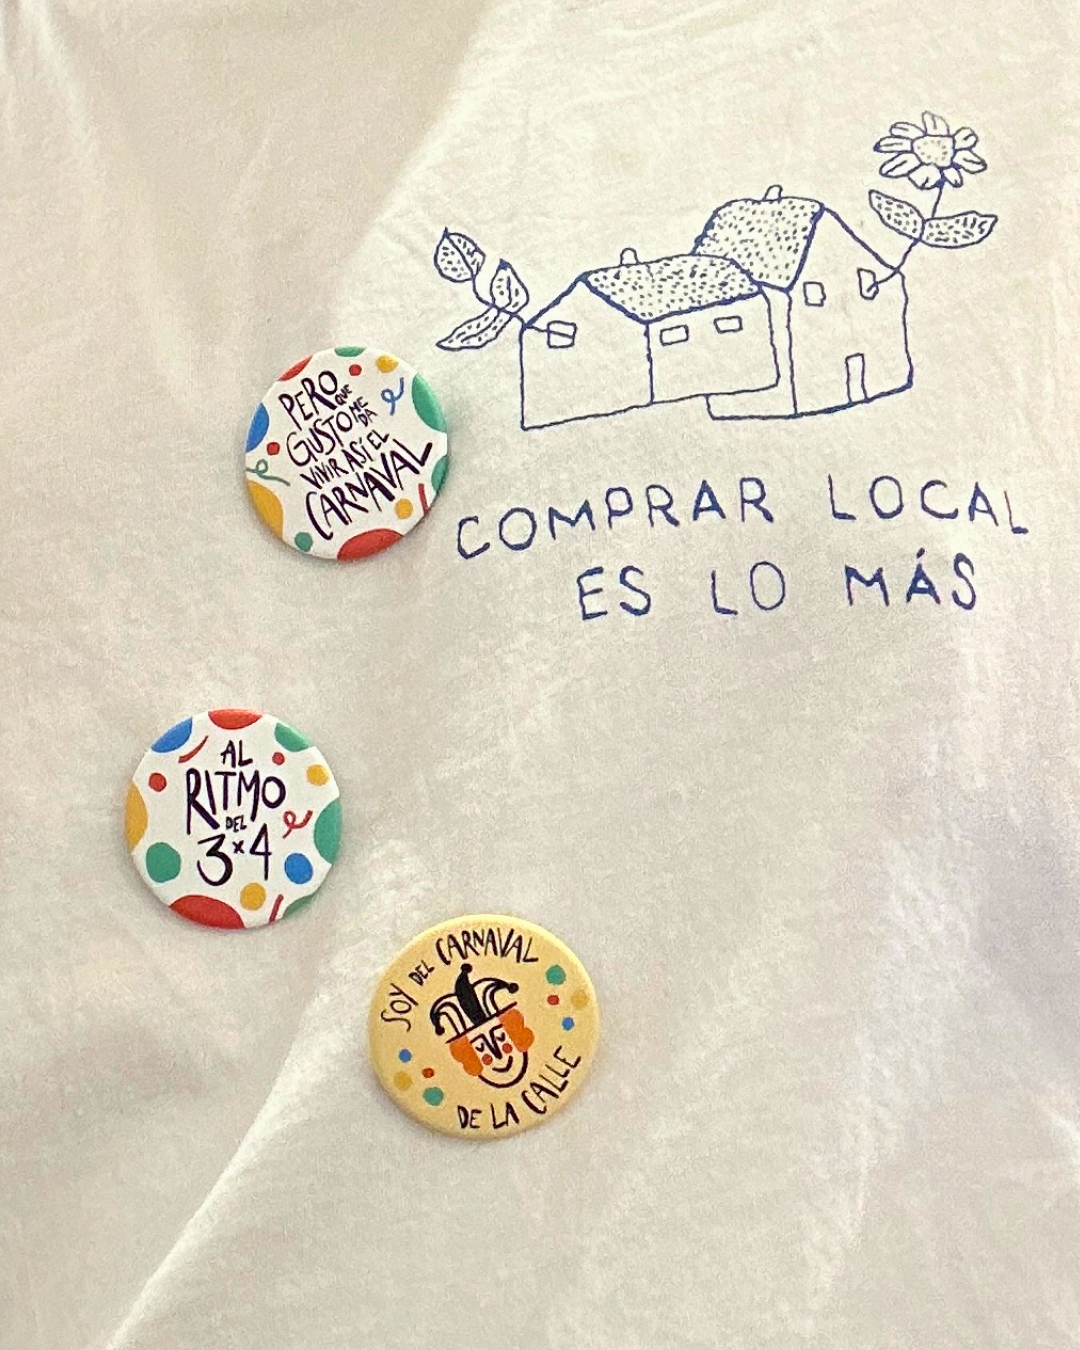 COMPRAR LOCAL
ES LO MÁS
PERO QUE
GUSTO ME DA
VIVIR ASÍ EL
CARNAVAL
AL
RITMO
DEL
3x4
SOY DEL CARNAVAL
DE LA CALLE